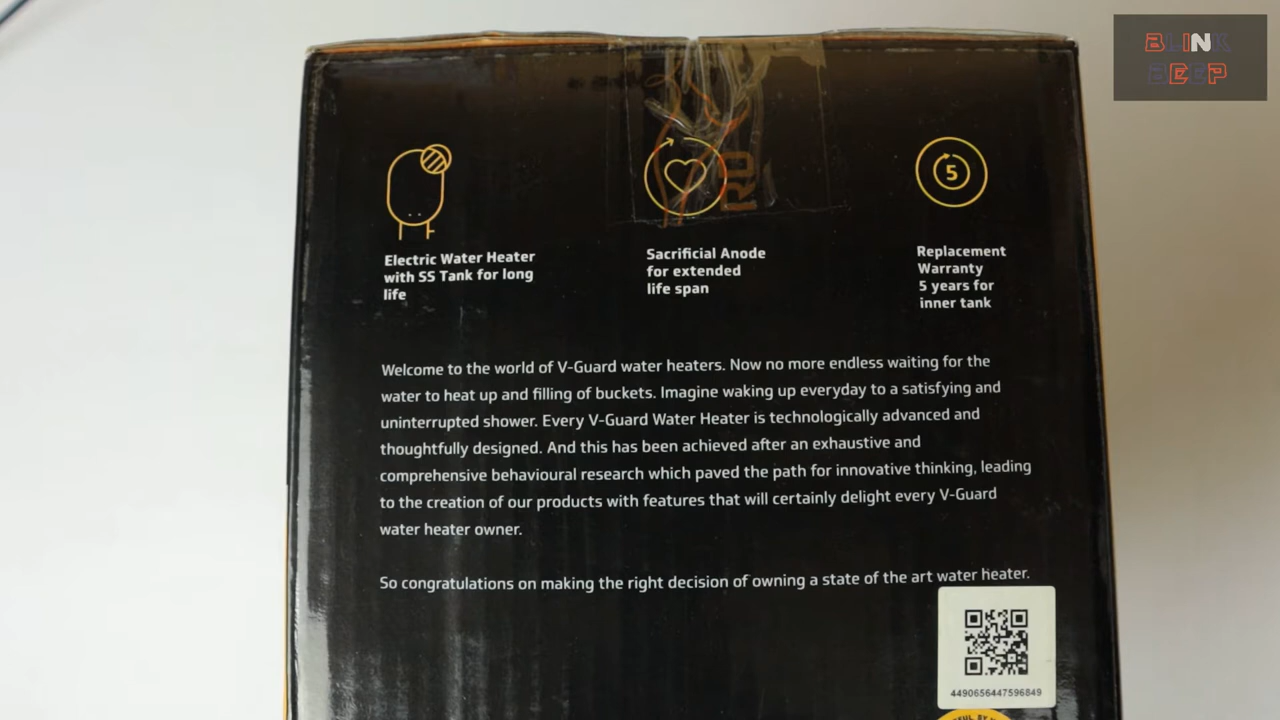 BLINK
BEEP
RO
5
Electric Water Heater
with SS Tank for long
life
Sacrificial Anode
for extended
life span
Replacement
Warranty
5 years for
inner tank
Welcome to the world of V-Guard water heaters. Now no more endless waiting for the
water to heat up and filling of buckets. Imagine waking up everyday to a satisfying and
uninterrupted shower. Every V-Guard Water Heater is technologically advanced and
thoughtfully designed. And this has been achieved after an exhaustive and
comprehensive behavioural research which paved the path for innovative thinking, leading
to the creation of our products with features that will certainly delight every V-Guard
water heater owner.
So congratulations on making the right decision of owning a state of the art water heater.
4490656447596849